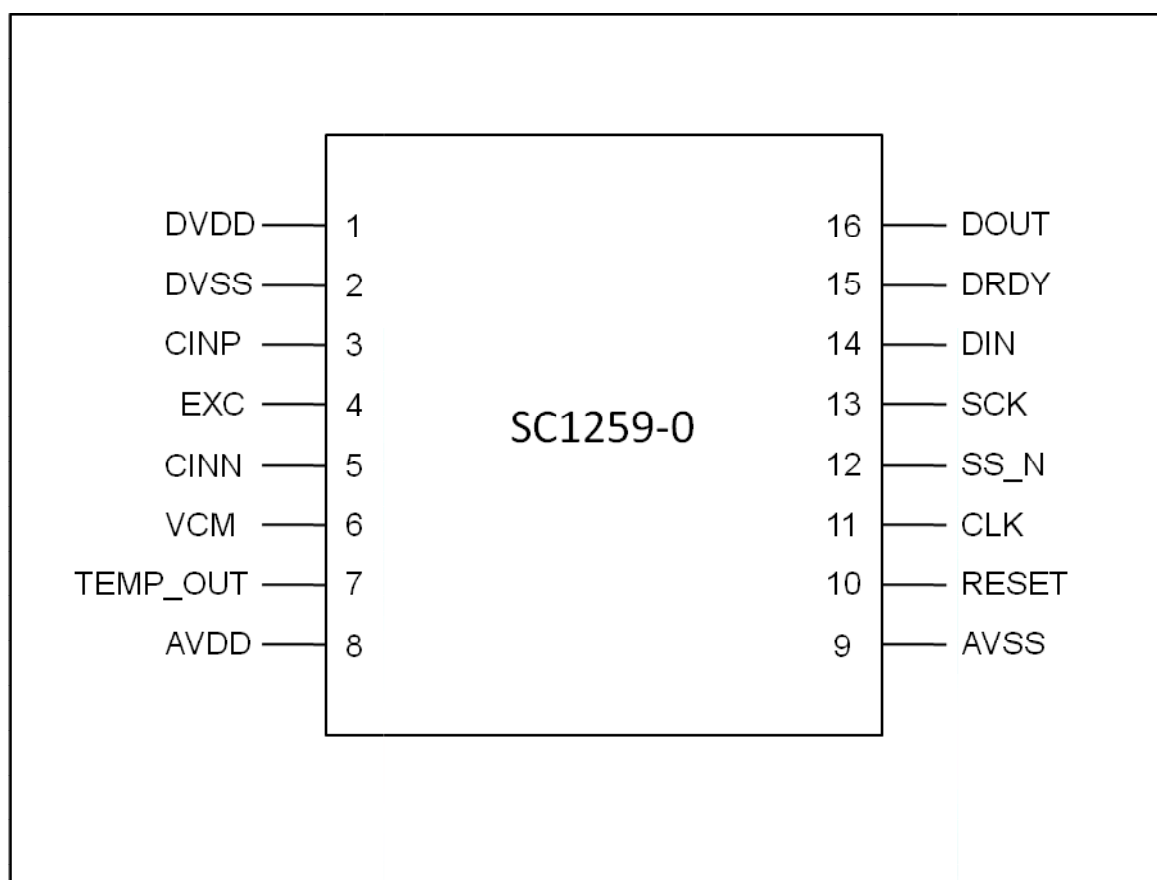 DVDD 1 16 DOUT
DVSS 2 15 DRDY
CINP 3 14 DIN
EXC 4 13 SCK
SC1259-0
CINN 5 12 SS_N
VCM 6 11 CLK
TEMP_OUT 7 10 RESET
AVDD 8 9 AVSS